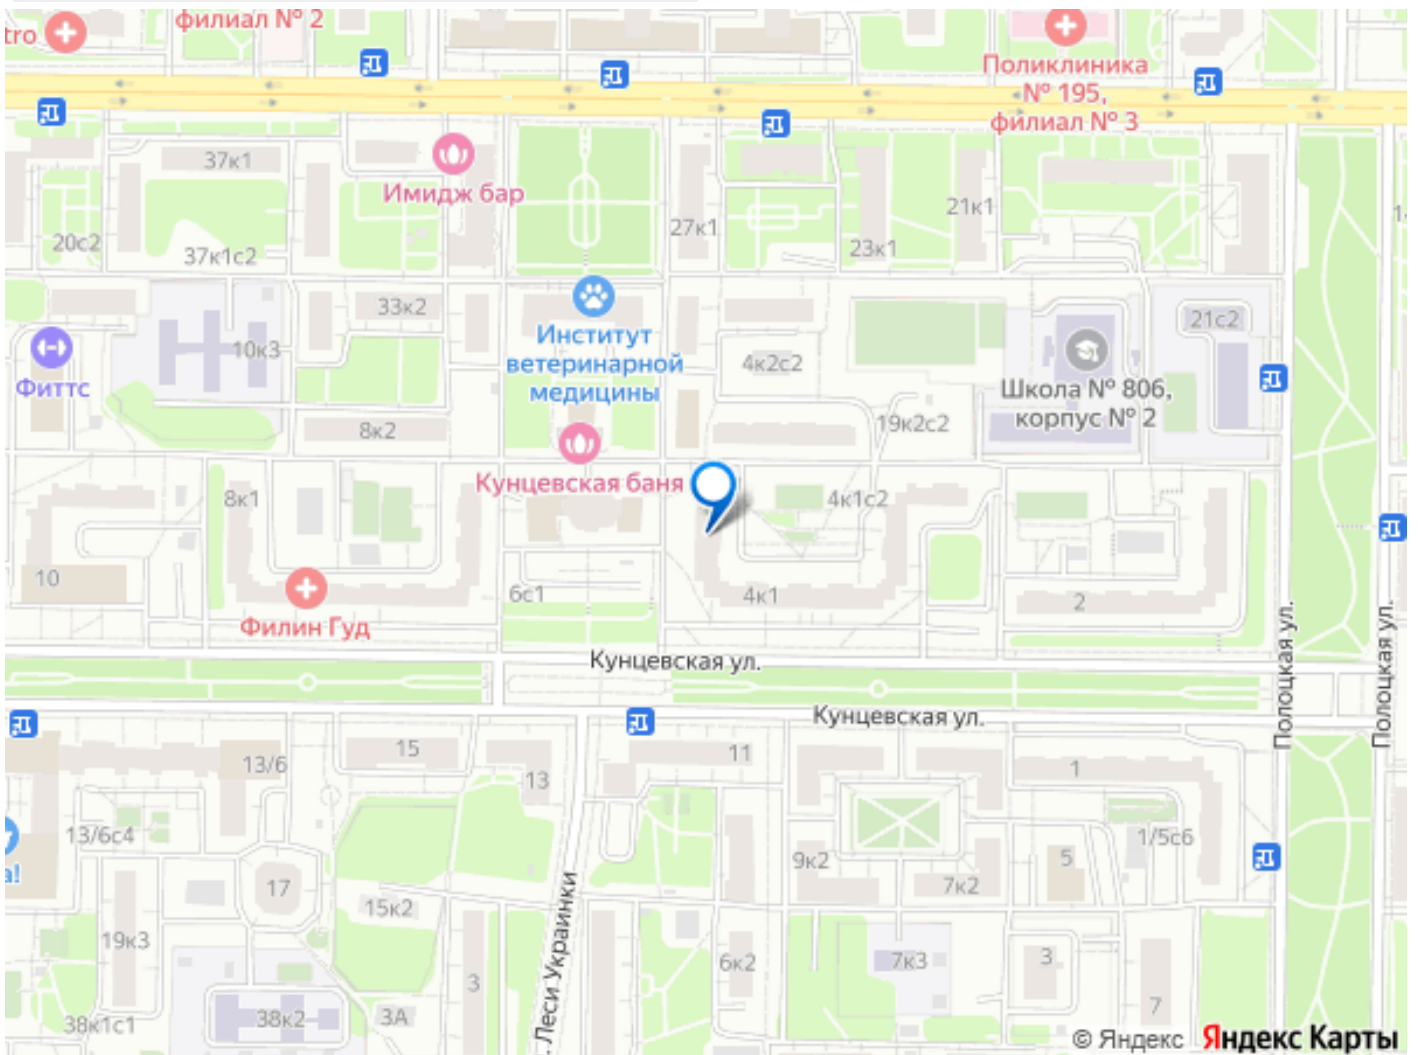 tro
филиал № 2
Поликлиника
№ 195,
филиал № 3
37к1
Имидж бар
20с2
37к1с2
27к1
23к1
21к1
33к2
10к3
Фиттс
Институт
ветеринарной
медицины
4к2с2
21с2
Школа № 806,
корпус № 2
8к2
19к2с2
Кунцевская баня
8к1
4к1с2
10
6с1
4к1
2
Филин Гуд
Кунцевская ул.
Полоцкая ул.
Полоцкая ул.
Кунцевская ул.
13/6
15
13
11
1
13/6с4
1/5с6
а!
17
9к2
5
7к2
15к2
19к3
Леси Украинки
3
6к2
7к3
3
38к1с1
38к2
3А
7
© Яндекс Яндекс Карты